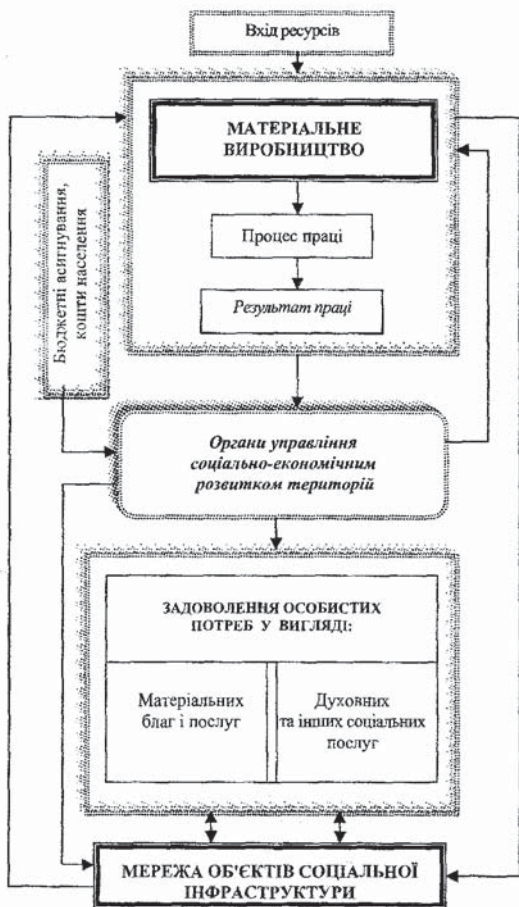 Вхід ресурсів
МАТЕРІАЛЬНЕ
ВИРОБНИЦТВО
Бюджетні асигнування,
кошти населення
Процес праці
Результат праці
Органи управління
соціально-економічним
розвитком територій
ЗАДОВОЛЕННЯ ОСОБИСТИХ
ПОТРЕБ У ВИГЛЯДІ:
Матеріальних
благ і послуг
Духовних
та інших соціальних
послуг
МЕРЕЖА ОБ'ЄКТІВ СОЦІАЛЬНОЇ
ІНФРАСТРУКТУРИ